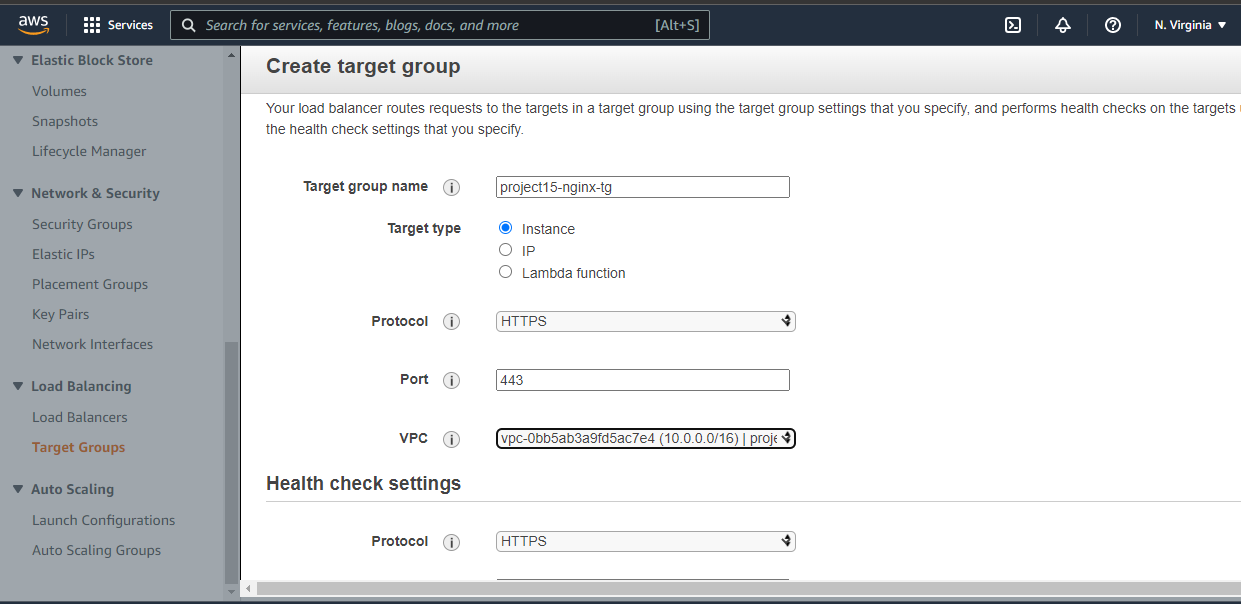 aws
Services
Search for services, features, blogs, docs, and more [Alt+S]
N. Virginia
Elastic Block Store
Volumes
Snapshots
Lifecycle Manager
Network & Security
Security Groups
Elastic IPs
Placement Groups
Key Pairs
Network Interfaces
Load Balancing
Load Balancers
Target Groups
Auto Scaling
Launch Configurations
Auto Scaling Groups
Create target group
Your load balancer routes requests to the targets in a target group using the target group settings that you specify, and performs health checks on the targets
the health check settings that you specify.
Target group name i project15-nginx-tg
Target type Instance
IP
Lambda function
Protocol i HTTPS
Port i 443
VPC i vpc-0bb5ab3a9fd5ac7e4 (10.0.0.0/16) | proje
Health check settings
Protocol i HTTPS